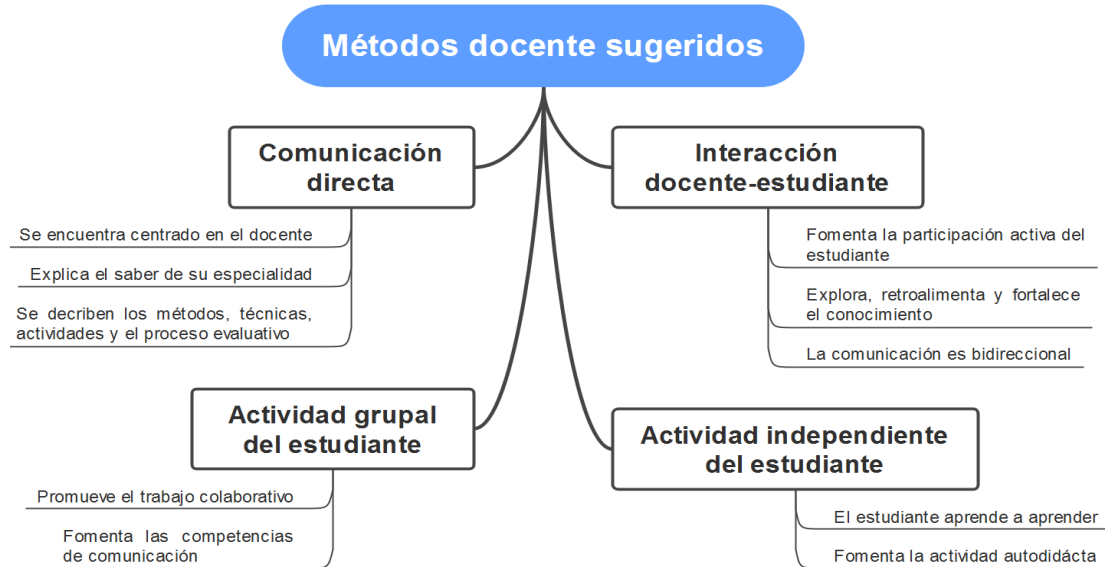 Métodos docente sugeridos
Comunicación
directa
Se encuentra centrado en el docente
Explica el saber de su especialidad
Se decriben los métodos, técnicas,
actividades y el proceso evaluativo
Interacción
docente-estudiante
Fomenta la participación activa del
estudiante
Explora, retroalimenta y fortalece
el conocimiento
La comunicación es bidireccional
Actividad grupal
del estudiante
Promueve el trabajo colaborativo
Fomenta las competencias
de comunicación
Actividad independiente
del estudiante
El estudiante aprende a aprender
Fomenta la actividad autodidácta